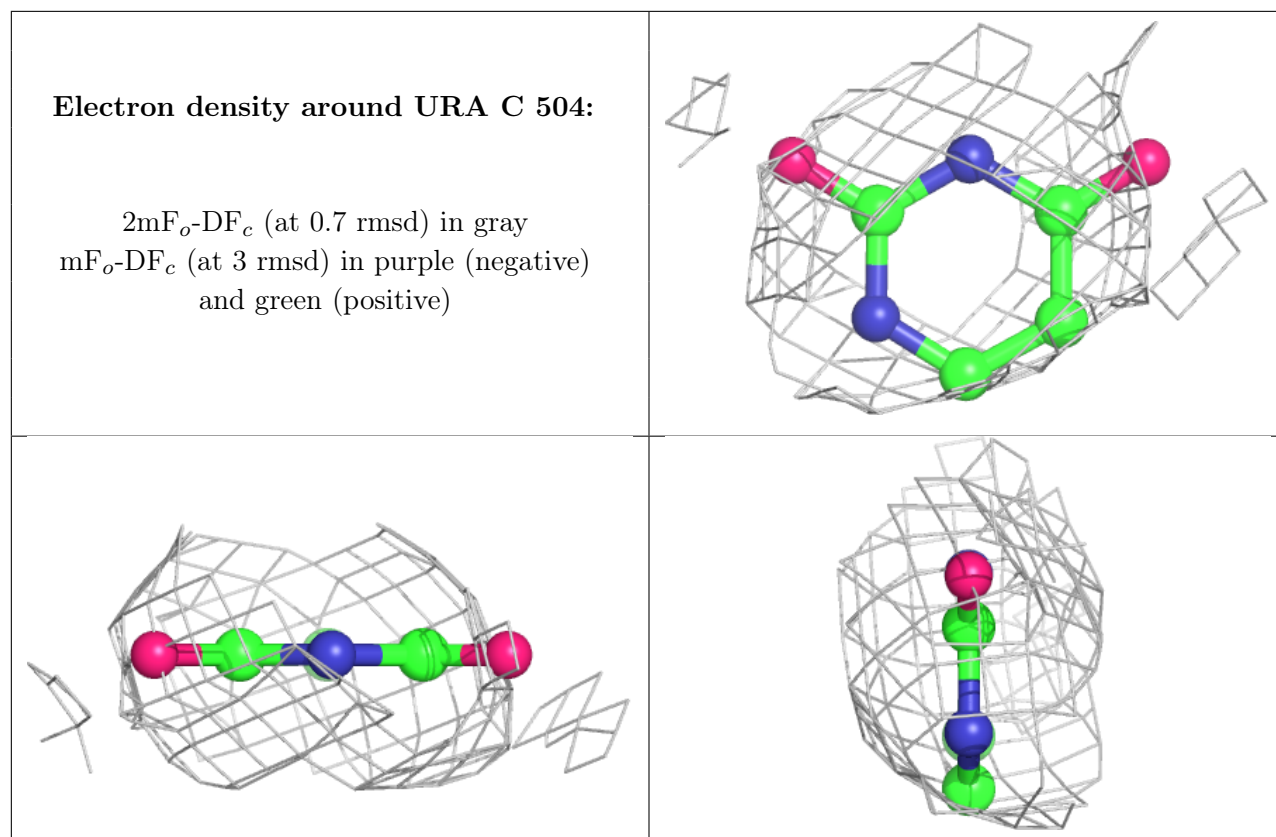 Electron density around URA C 504:
2mFₒ-DF𝒸 (at 0.7 rmsd) in gray
mFₒ-DF𝒸 (at 3 rmsd) in purple (negative)
and green (positive)